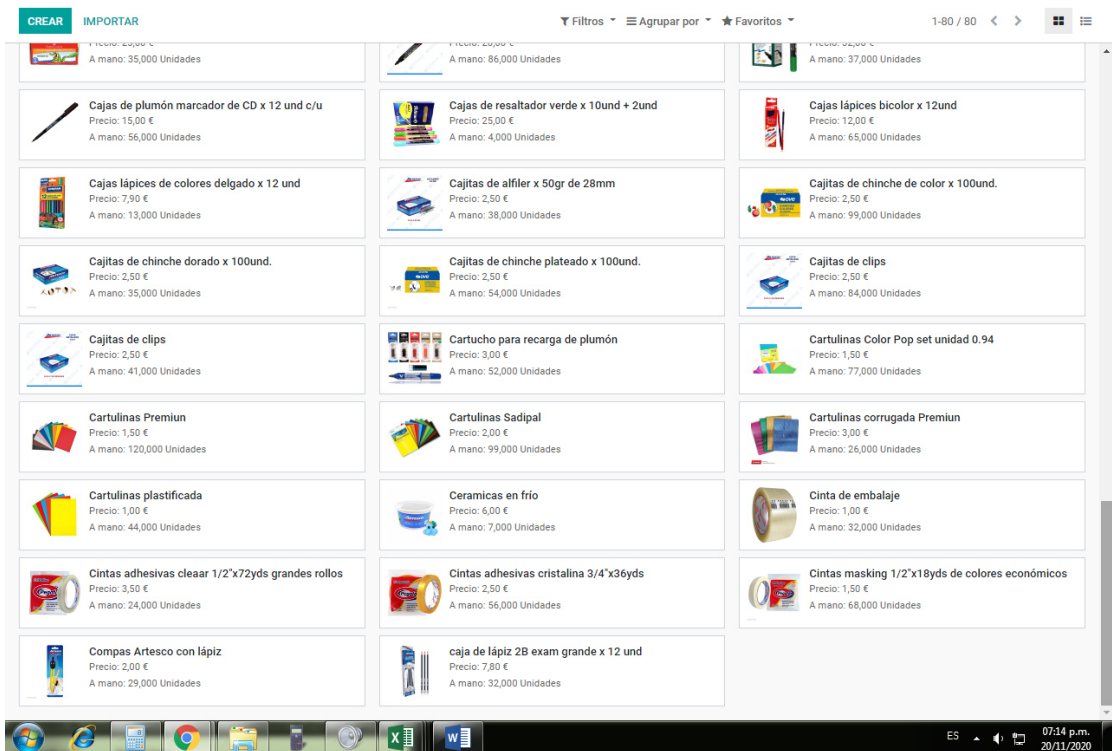 CREAR IMPORTAR Filtros Agrupar por Favoritos 1-80 / 80
A mano: 35,000 Unidades
A mano: 86,000 Unidades
A mano: 37,000 Unidades
Cajas de plumón marcador de CD x 12 und c/u
Precio: 15,00 €
A mano: 56,000 Unidades
Cajas de resaltador verde x 10und + 2und
Precio: 25,00 €
A mano: 4,000 Unidades
Cajas lápices bicolor x 12und
Precio: 12,00 €
A mano: 65,000 Unidades
Cajas lápices de colores delgado x 12 und
Precio: 7,90 €
A mano: 13,000 Unidades
Cajitas de alfiler x 50gr de 28mm
Precio: 2,50 €
A mano: 38,000 Unidades
Cajitas de chinche de color x 100und.
Precio: 2,50 €
A mano: 99,000 Unidades
Cajitas de chinche dorado x 100und.
Precio: 2,50 €
A mano: 35,000 Unidades
Cajitas de chinche plateado x 100und.
Precio: 2,50 €
A mano: 54,000 Unidades
Cajitas de clips
Precio: 2,50 €
A mano: 84,000 Unidades
Cajitas de clips
Precio: 2,50 €
A mano: 41,000 Unidades
Cartucho para recarga de plumón
Precio: 3,00 €
A mano: 52,000 Unidades
Cartulinas Color Pop set unidad 0.94
Precio: 1,50 €
A mano: 77,000 Unidades
Cartulinas Premiun
Precio: 1,50 €
A mano: 120,000 Unidades
Cartulinas Sadipal
Precio: 2,00 €
A mano: 99,000 Unidades
Cartulinas corrugada Premiun
Precio: 3,00 €
A mano: 26,000 Unidades
Cartulinas plastificada
Precio: 1,00 €
A mano: 44,000 Unidades
Ceramicas en frío
Precio: 6,00 €
A mano: 7,000 Unidades
Cinta de embalaje
Precio: 1,00 €
A mano: 32,000 Unidades
Cintas adhesivas cleaar 1/2"x72yds grandes rollos
Precio: 3,50 €
A mano: 24,000 Unidades
Cintas adhesivas cristalina 3/4"x36yds
Precio: 2,50 €
A mano: 56,000 Unidades
Cintas masking 1/2"x18yds de colores económicos
Precio: 1,50 €
A mano: 68,000 Unidades
Compas Artesco con lápiz
Precio: 2,00 €
A mano: 29,000 Unidades
caja de lápiz 2B exam grande x 12 und
Precio: 7,80 €
A mano: 32,000 Unidades
ES
07:14 p.m.
20/11/2020